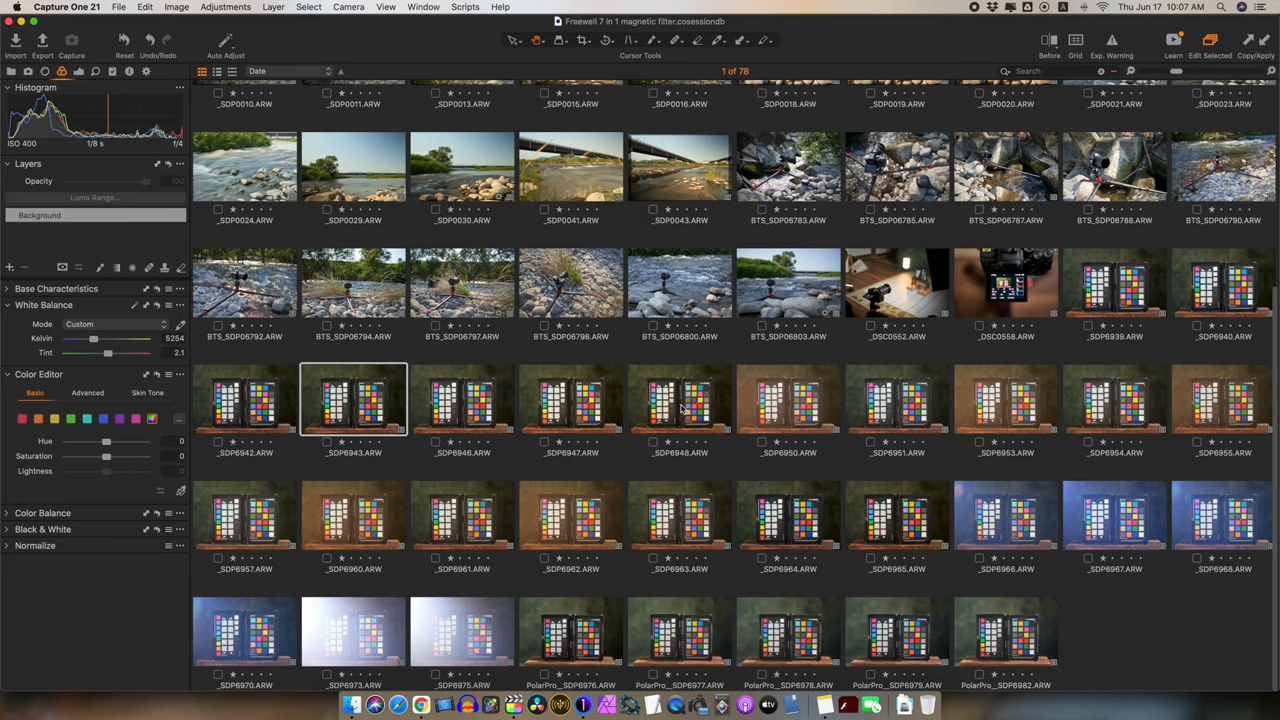 Capture One 21 File Edit Image Adjustments Layer Select Camera View Window Scripts Help Thu Jun 17 10:07 AM
Freewell 7 in 1 magnetic filter.cosessiondb
Import Export Capture Reset Undo/Redo Auto Adjust Cursor Tools Before Grid Exp. Warning Learn Edit Selected Copy/Apply
Date 1 of 78 Search
Histogram
ISO 400 1/8 s f/4
Layers
Opacity 100
Luma Range...
Background
Base Characteristics
White Balance
Mode Custom
Kelvin 5254
Tint 2.1
Color Editor
Basic Advanced Skin Tone
Hue 0
Saturation 0
Lightness
Color Balance
Black & White
Normalize
_SDP0010.ARW _SDP0011.ARW _SDP0013.ARW _SDP0015.ARW _SDP0016.ARW _SDP0018.ARW _SDP0019.ARW _SDP0020.ARW _SDP0021.ARW _SDP0023.ARW
_SDP0024.ARW _SDP0029.ARW _SDP0030.ARW _SDP0041.ARW _SDP0043.ARW BTS_SDP06783.ARW BTS_SDP06785.ARW BTS_SDP06787.ARW BTS_SDP06788.ARW BTS_SDP06790.ARW
BTS_SDP06792.ARW BTS_SDP06794.ARW BTS_SDP06797.ARW BTS_SDP06798.ARW BTS_SDP06800.ARW BTS_SDP06803.ARW _DSC0552.ARW _DSC0558.ARW _SDP6939.ARW _SDP6940.ARW
_SDP6942.ARW _SDP6943.ARW _SDP6946.ARW _SDP6947.ARW _SDP6948.ARW _SDP6950.ARW _SDP6951.ARW _SDP6953.ARW _SDP6954.ARW _SDP6955.ARW
_SDP6957.ARW _SDP6960.ARW _SDP6961.ARW _SDP6962.ARW _SDP6963.ARW _SDP6964.ARW _SDP6965.ARW _SDP6966.ARW _SDP6967.ARW _SDP6968.ARW
_SDP6970.ARW _SDP6973.ARW _SDP6975.ARW PolarPro__SDP6976.ARW PolarPro__SDP6977.ARW PolarPro__SDP6978.ARW PolarPro__SDP6979.ARW PolarPro__SDP6982.ARW